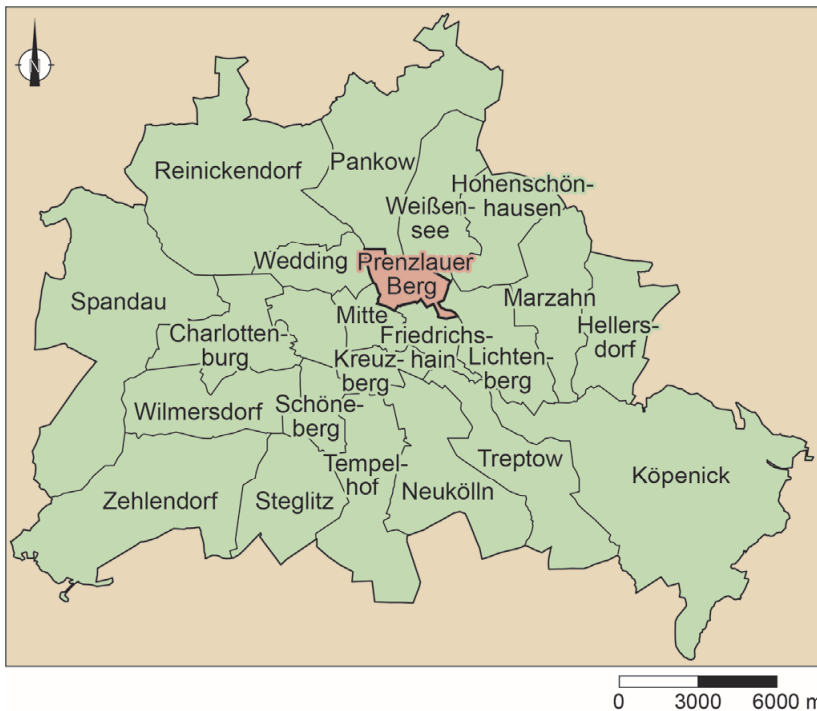 N
Reinickendorf
Pankow
Hohenschön-
hausen
Weißen-
see
Wedding
Prenzlauer
Berg
Spandau
Marzahn
Mitte
Hellers-
dorf
Charlotten-
burg
Friedrichs-
hain
Lichten-
berg
Kreuz-
berg
Wilmersdorf
Schöne-
berg
Tempel-
hof
Treptow
Köpenick
Zehlendorf
Steglitz
Neukölln
0 3000 6000 m